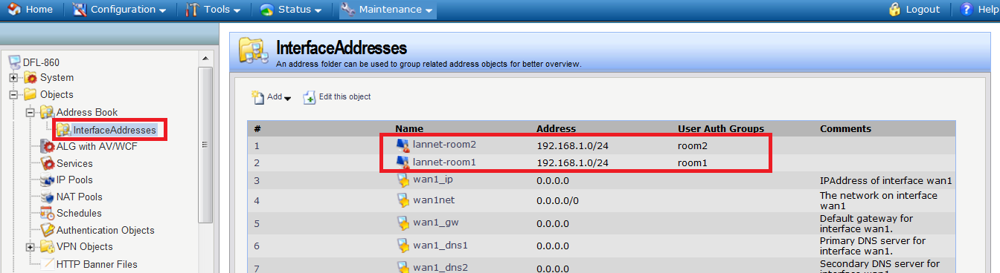 Home Configuration Tools Status Maintenance Logout Help
DFL-860
System
Objects
Address Book
InterfaceAddresses
ALG with AV/WCF
Services
IP Pools
NAT Pools
Schedules
Authentication Objects
VPN Objects
HTTP Banner Files
InterfaceAddresses
An address folder can be used to group related address objects for better overview.
Add Edit this object
# Name Address User Auth Groups Comments
1 lannet-room2 192.168.1.0/24 room2
2 lannet-room1 192.168.1.0/24 room1
3 wan1_ip 0.0.0.0 IPAddress of interface wan1
4 wan1net 0.0.0.0/0 The network on interface
wan1
5 wan1_gw 0.0.0.0 Default gateway for
interface wan1.
6 wan1_dns1 0.0.0.0 Primary DNS server for
interface wan1.
7 wan1_dns2 0.0.0.0 Secondary DNS server for
interface wan1.